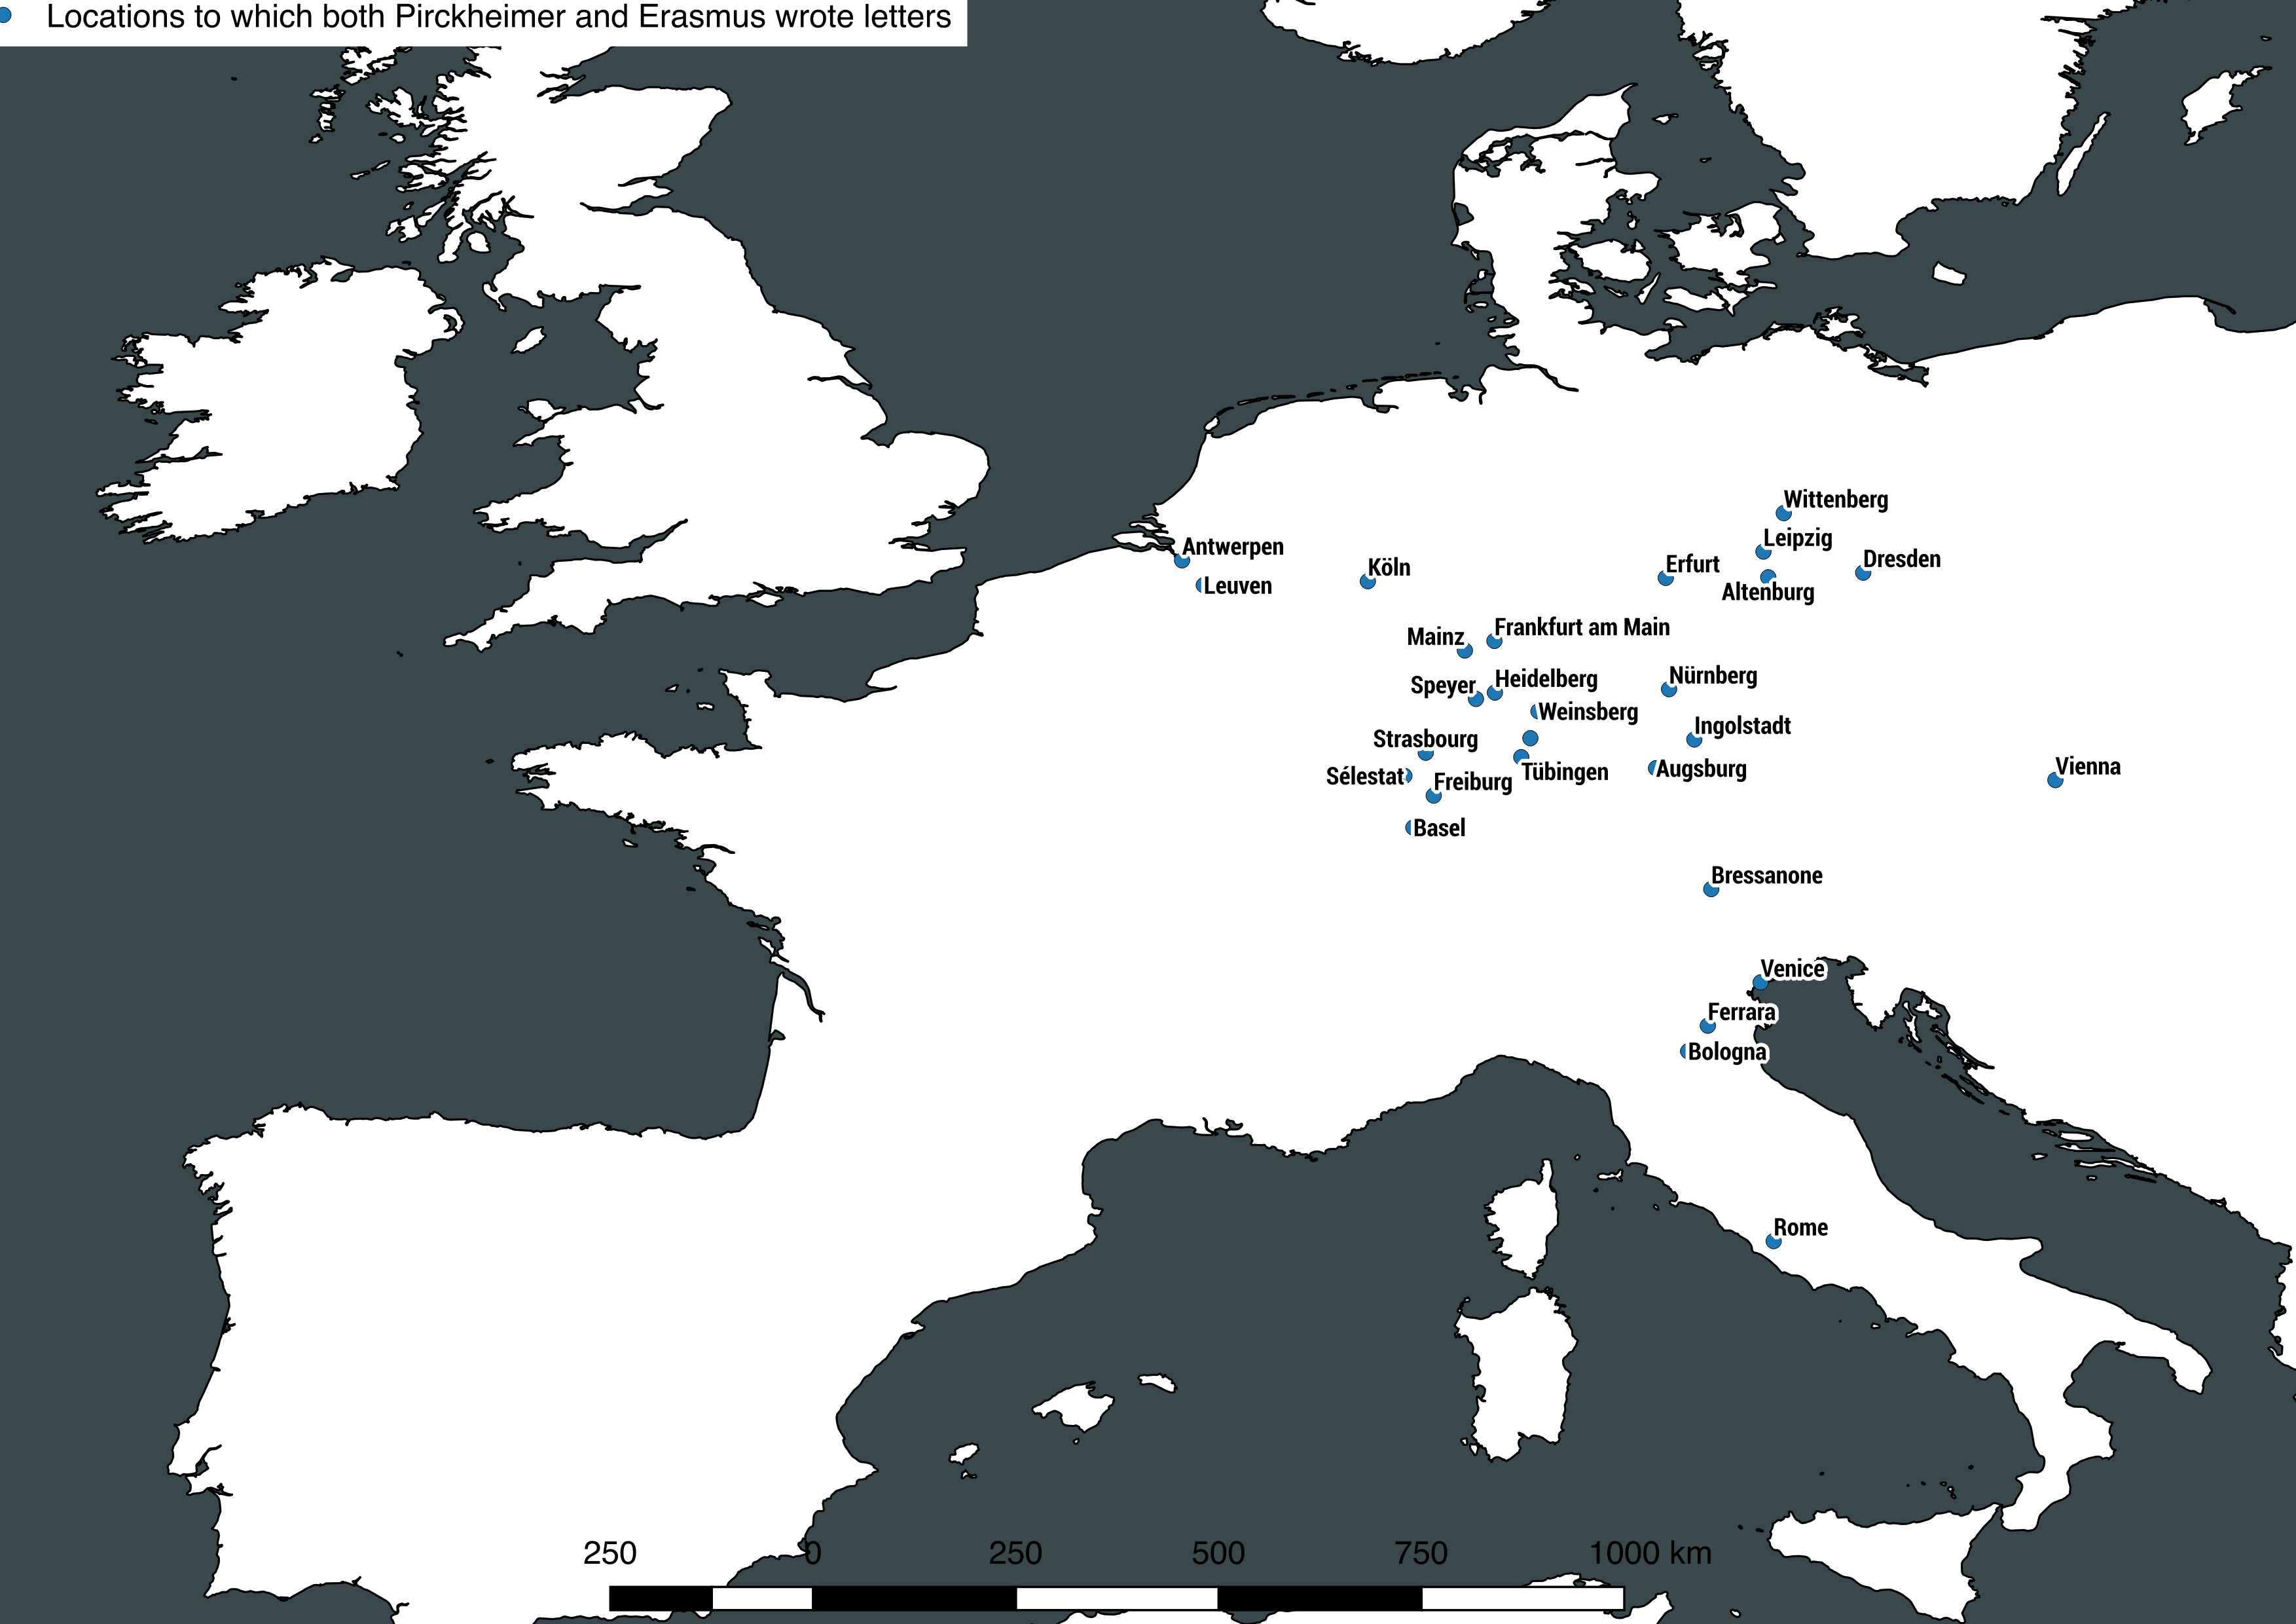 Locations to which both Pirckheimer and Erasmus wrote letters
Wittenberg
Leipzig
Antwerpen
Dresden
Erfurt
Köln
Leuven
Altenburg
Frankfurt am Main
Mainz
Nürnberg
Heidelberg
Speyer
Weinsberg
Ingolstadt
Strasbourg
Vienna
Augsburg
Tübingen
Sélestat
Freiburg
Basel
Bressanone
Venice
Ferrara
Bologna
Rome
250 0 250 500 750 1000 km